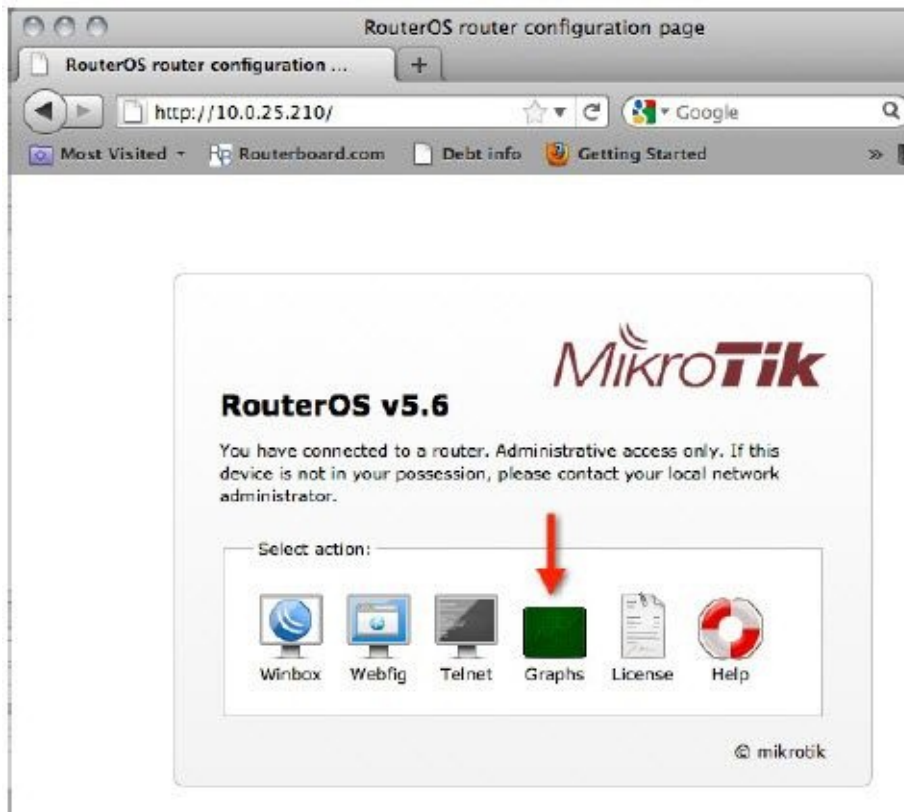 RouterOS router configuration page
RouterOS router configuration ...
+
http://10.0.25.210/
Google
Most Visited
Routerboard.com
Debt info
Getting Started
»
MikroTik
RouterOS v5.6
You have connected to a router. Administrative access only. If this
device is not in your possession, please contact your local network
administrator.
Select action:
Winbox Webfig Telnet Graphs License Help
© mikrotik